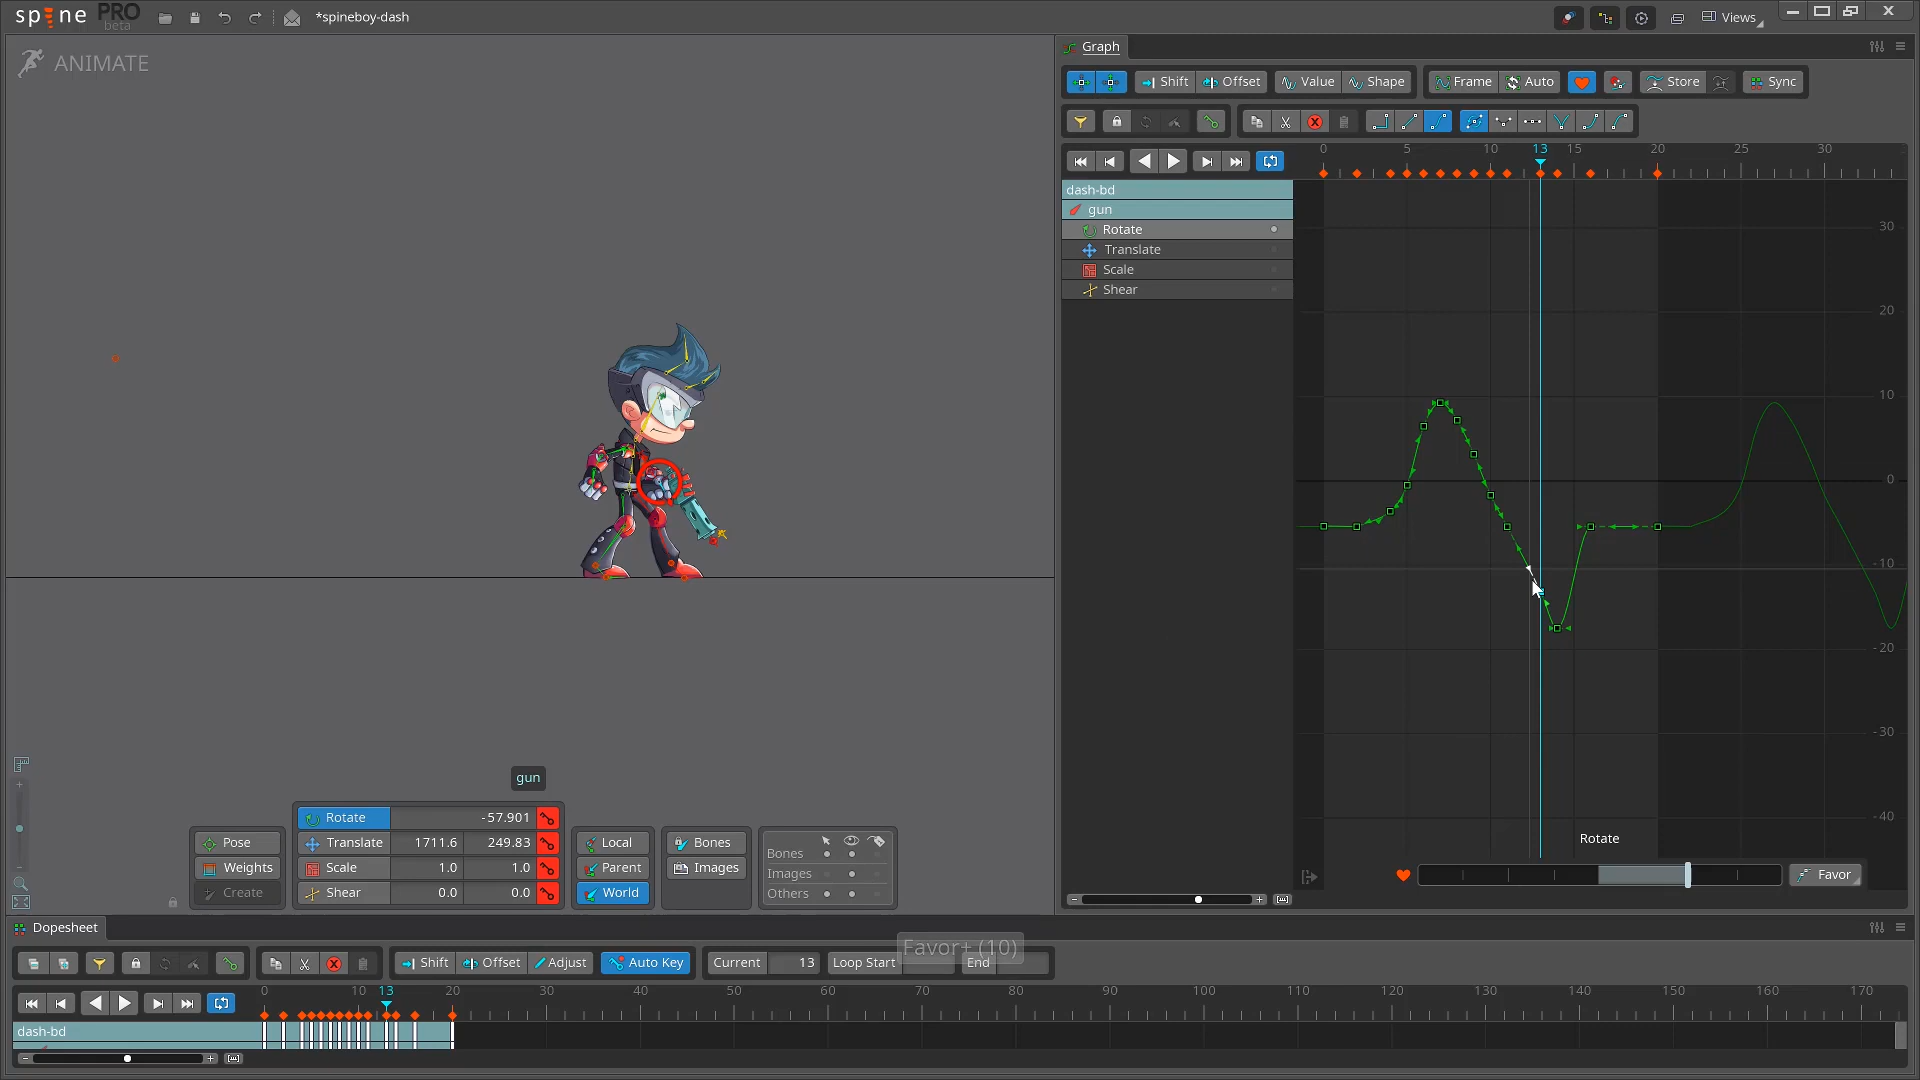 spine PRO beta
*spineboy-dash
Views
ANIMATE
Graph
Shift Offset Value Shape Frame Auto Store Sync
0 5 10 13 15 20 25 30
dash-bd
gun
Rotate
Translate
Scale
Shear
30
20
10
0
-10
-20
-30
-40
Rotate
Favor
gun
Rotate -57.901
Translate 1711.6 249.83
Scale 1.0 1.0
Shear 0.0 0.0
Pose
Weights
Create
Local
Parent
World
Bones
Images
Bones
Images
Others
Dopesheet
Favor+ (10)
Shift Offset Adjust Auto Key Current 13 Loop Start End
0 10 13 20 30 40 50 60 70 80 90 100 110 120 130 140 150 160 170
dash-bd